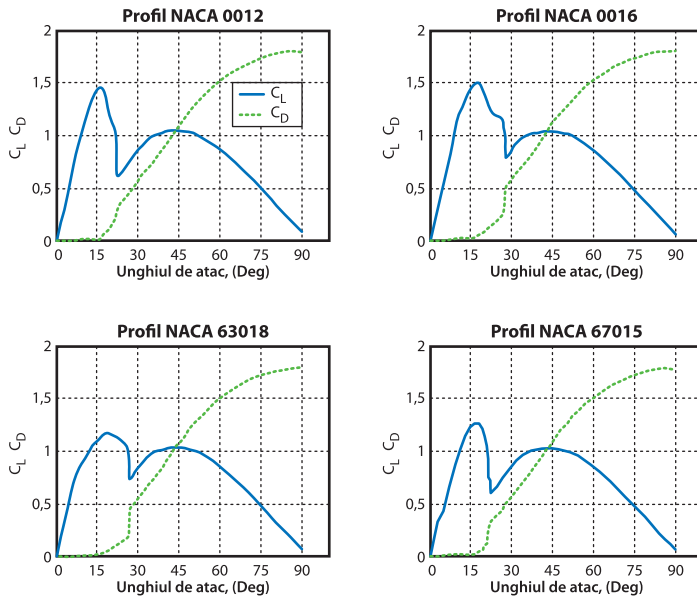 Profil NACA 0012
2
1,5
1
0,5
0
C_L C_D
C_L
C_D
0 15 30 45 60 75 90
Unghiul de atac, (Deg)
Profil NACA 0016
2
1,5
1
0,5
0
C_L C_D
0 15 30 45 60 75 90
Unghiul de atac, (Deg)
Profil NACA 63018
2
1,5
1
0,5
0
C_L C_D
0 15 30 45 60 75 90
Unghiul de atac, (Deg)
Profil NACA 67015
2
1,5
1
0,5
0
C_L C_D
0 15 30 45 60 75 90
Unghiul de atac, (Deg)